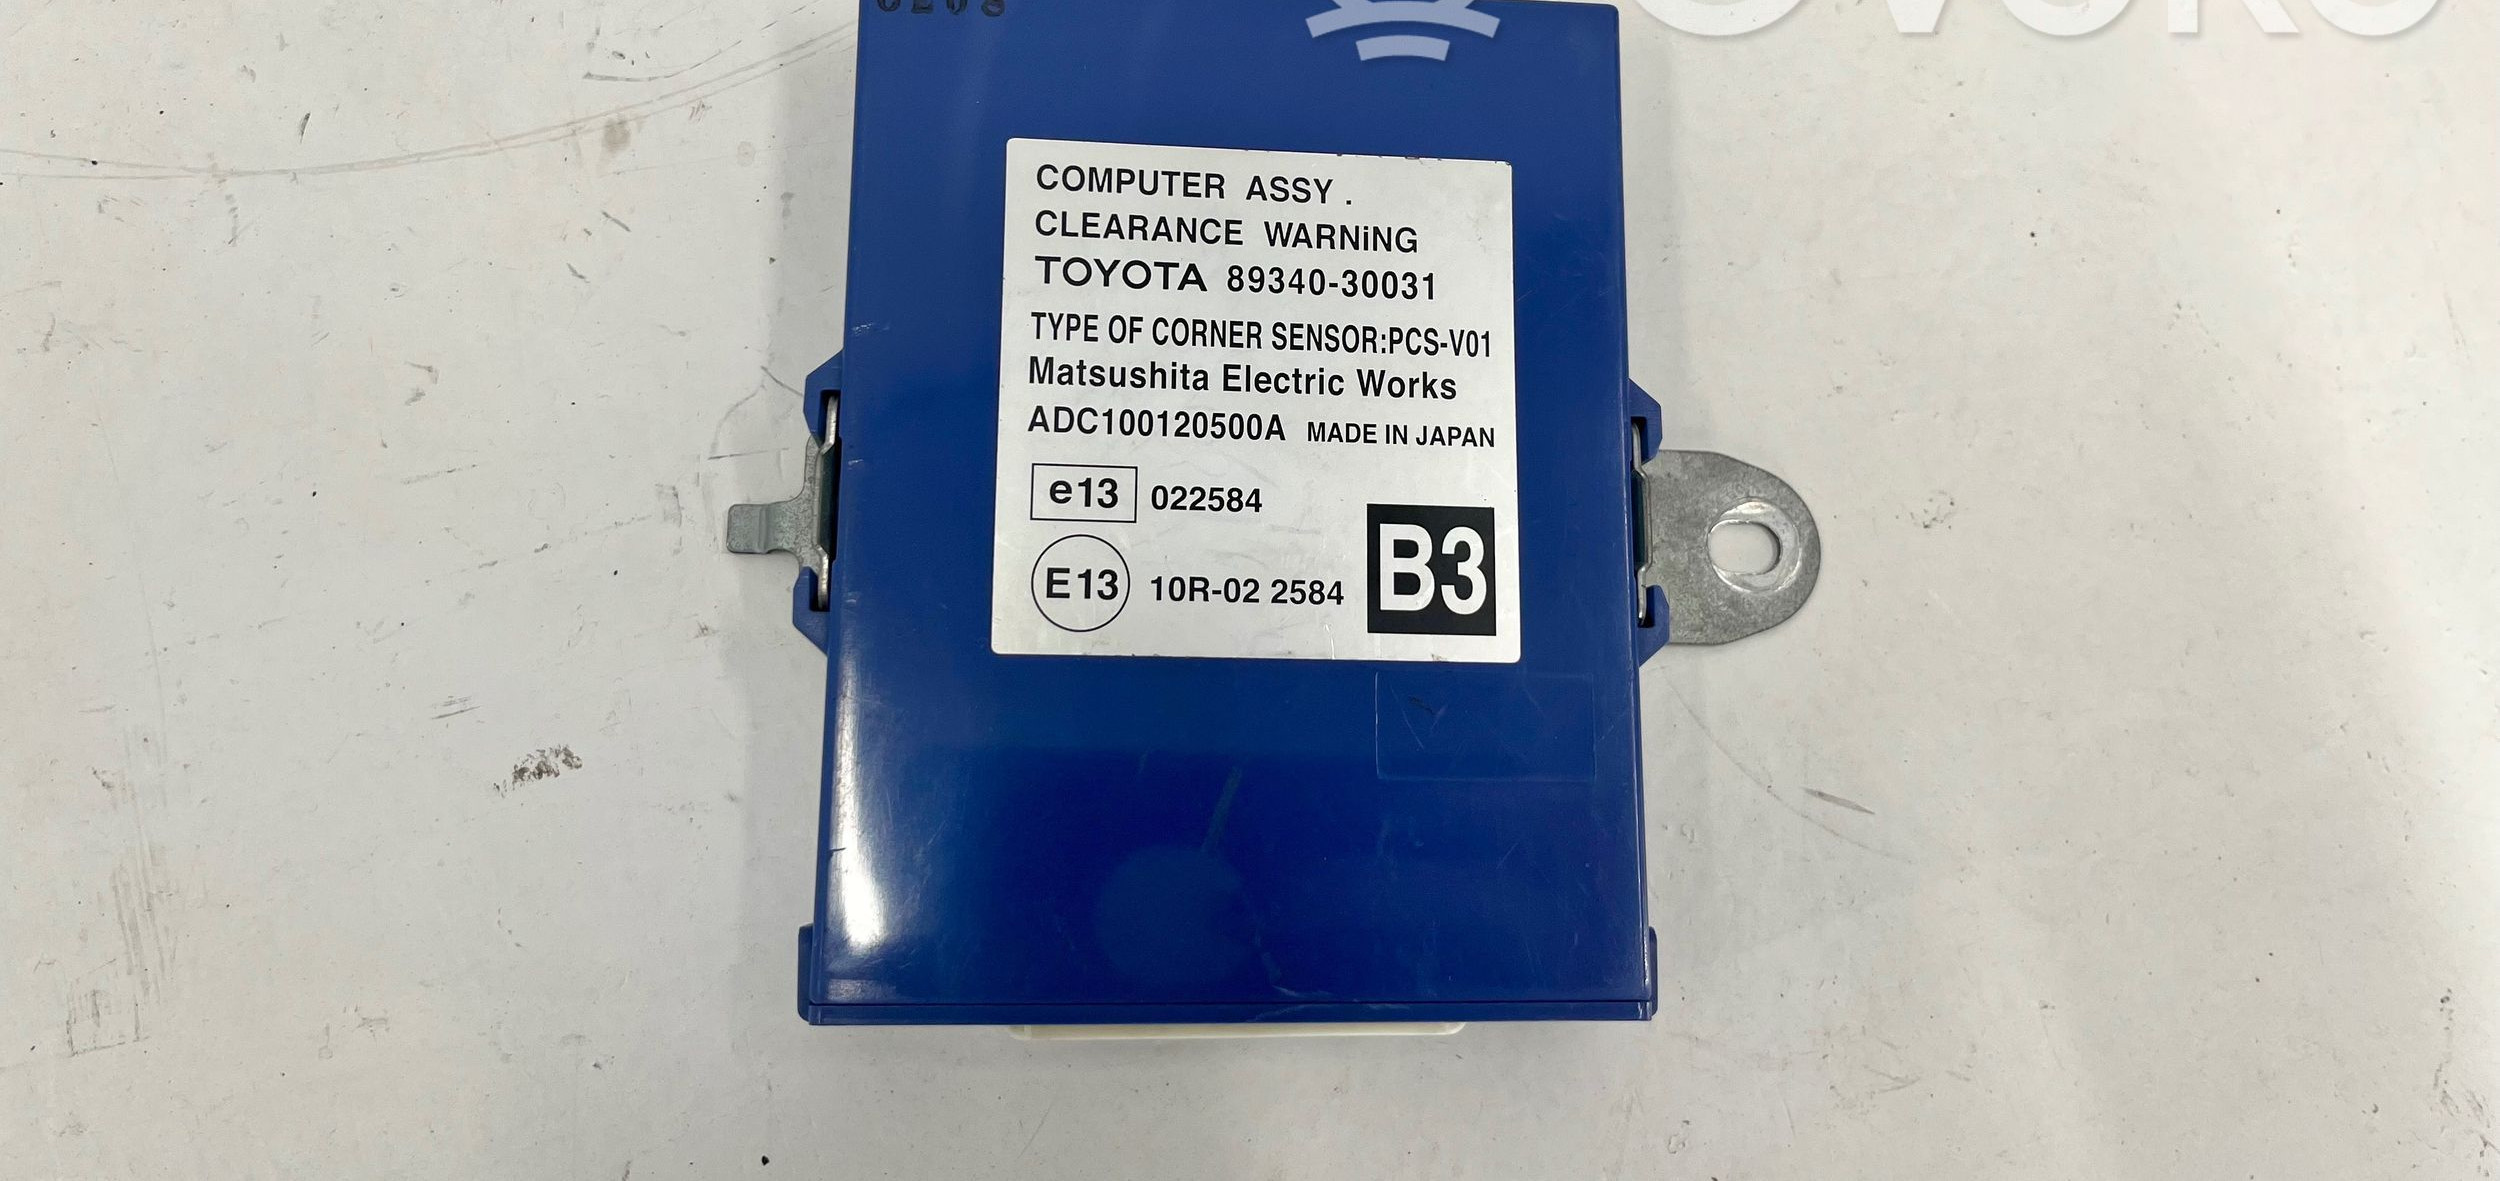 COMPUTER ASSY .
CLEARANCE WARNiNG
TOYOTA 89340-30031
TYPE OF CORNER SENSOR:PCS-V01
Matsushita Electric Works
ADC100120500A MADE IN JAPAN
e13 022584
E13 10R-02 2584
B3